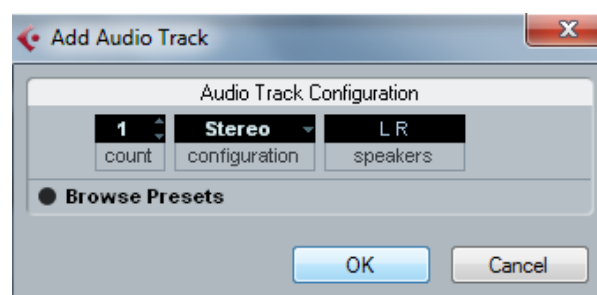 Add Audio Track
Audio Track Configuration
1 Stereo L R
count configuration speakers
Browse Presets
OK Cancel